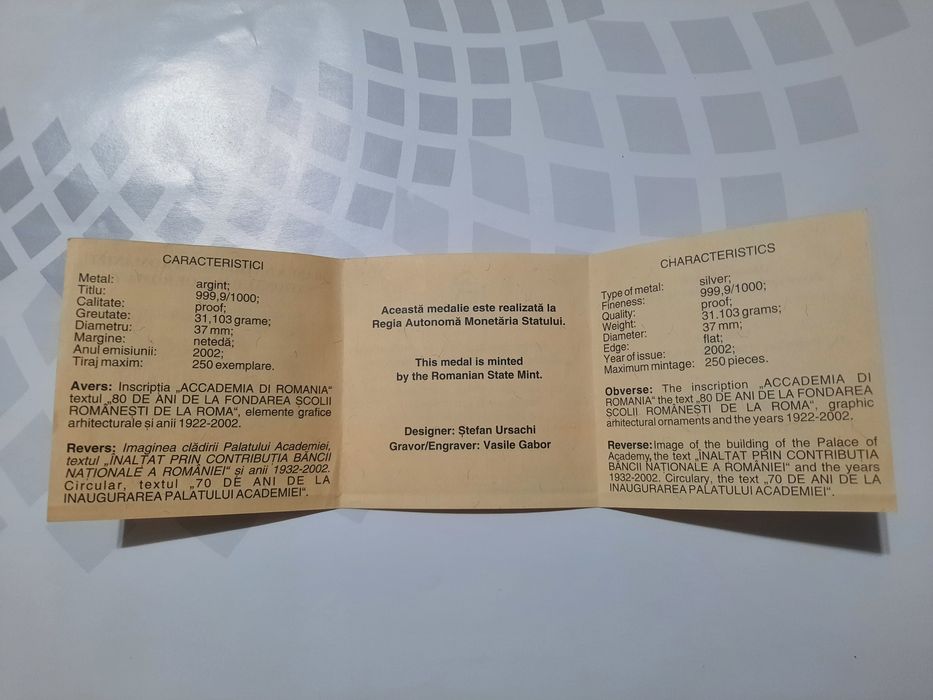 CARACTERISTICI
Metal: argint;
Titlu: 999,9/1000;
Calitate: proof;
Greutate: 31,103 grame;
Diametru: 37 mm;
Margine: netedă;
Anul emisiunii: 2002;
Tiraj maxim: 250 exemplare.
Avers: Inscripția „ACCADEMIA DI ROMANIA“
textul „80 DE ANI DE LA FONDAREA ȘCOLII
ROMÂNEȘTI DE LA ROMA“, elemente grafice
arhitecturale și anii 1922-2002.
Revers: Imaginea clădirii Palatului Academiei,
textul „ÎNĂLȚAT PRIN CONTRIBUȚIA BĂNCII
NAȚIONALE A ROMÂNIEI“ și anii 1932-2002.
Circular, textul „70 DE ANI DE LA
INAUGURAREA PALATULUI ACADEMIEI“.
Această medalie este realizată la
Regia Autonomă Monetăria Statului.
This medal is minted
by the Romanian State Mint.
Designer: Ștefan Ursachi
Gravor/Engraver: Vasile Gabor
CHARACTERISTICS
Type of metal: silver;
Fineness: 999,9/1000;
Quality: proof;
Weight: 31.103 grams;
Diameter: 37 mm;
Edge: flat;
Year of issue: 2002;
Maximum mintage: 250 pieces.
Obverse: The inscription „ACCADEMIA DI
ROMANIA“ the text „80 DE ANI DE LA FONDAREA
ȘCOLII ROMÂNEȘTI DE LA ROMA“, graphic
arhitectural ornaments and the years 1922-2002.
Reverse: Image of the building of the Palace of
Academy, the text „ÎNĂLȚAT PRIN CONTRIBUȚIA
BĂNCII NAȚIONALE A ROMÂNIEI“ and the years
1932-2002. Circulary, the text „70 DE ANI DE LA
INAUGURAREA PALATULUI ACADEMIEI“.